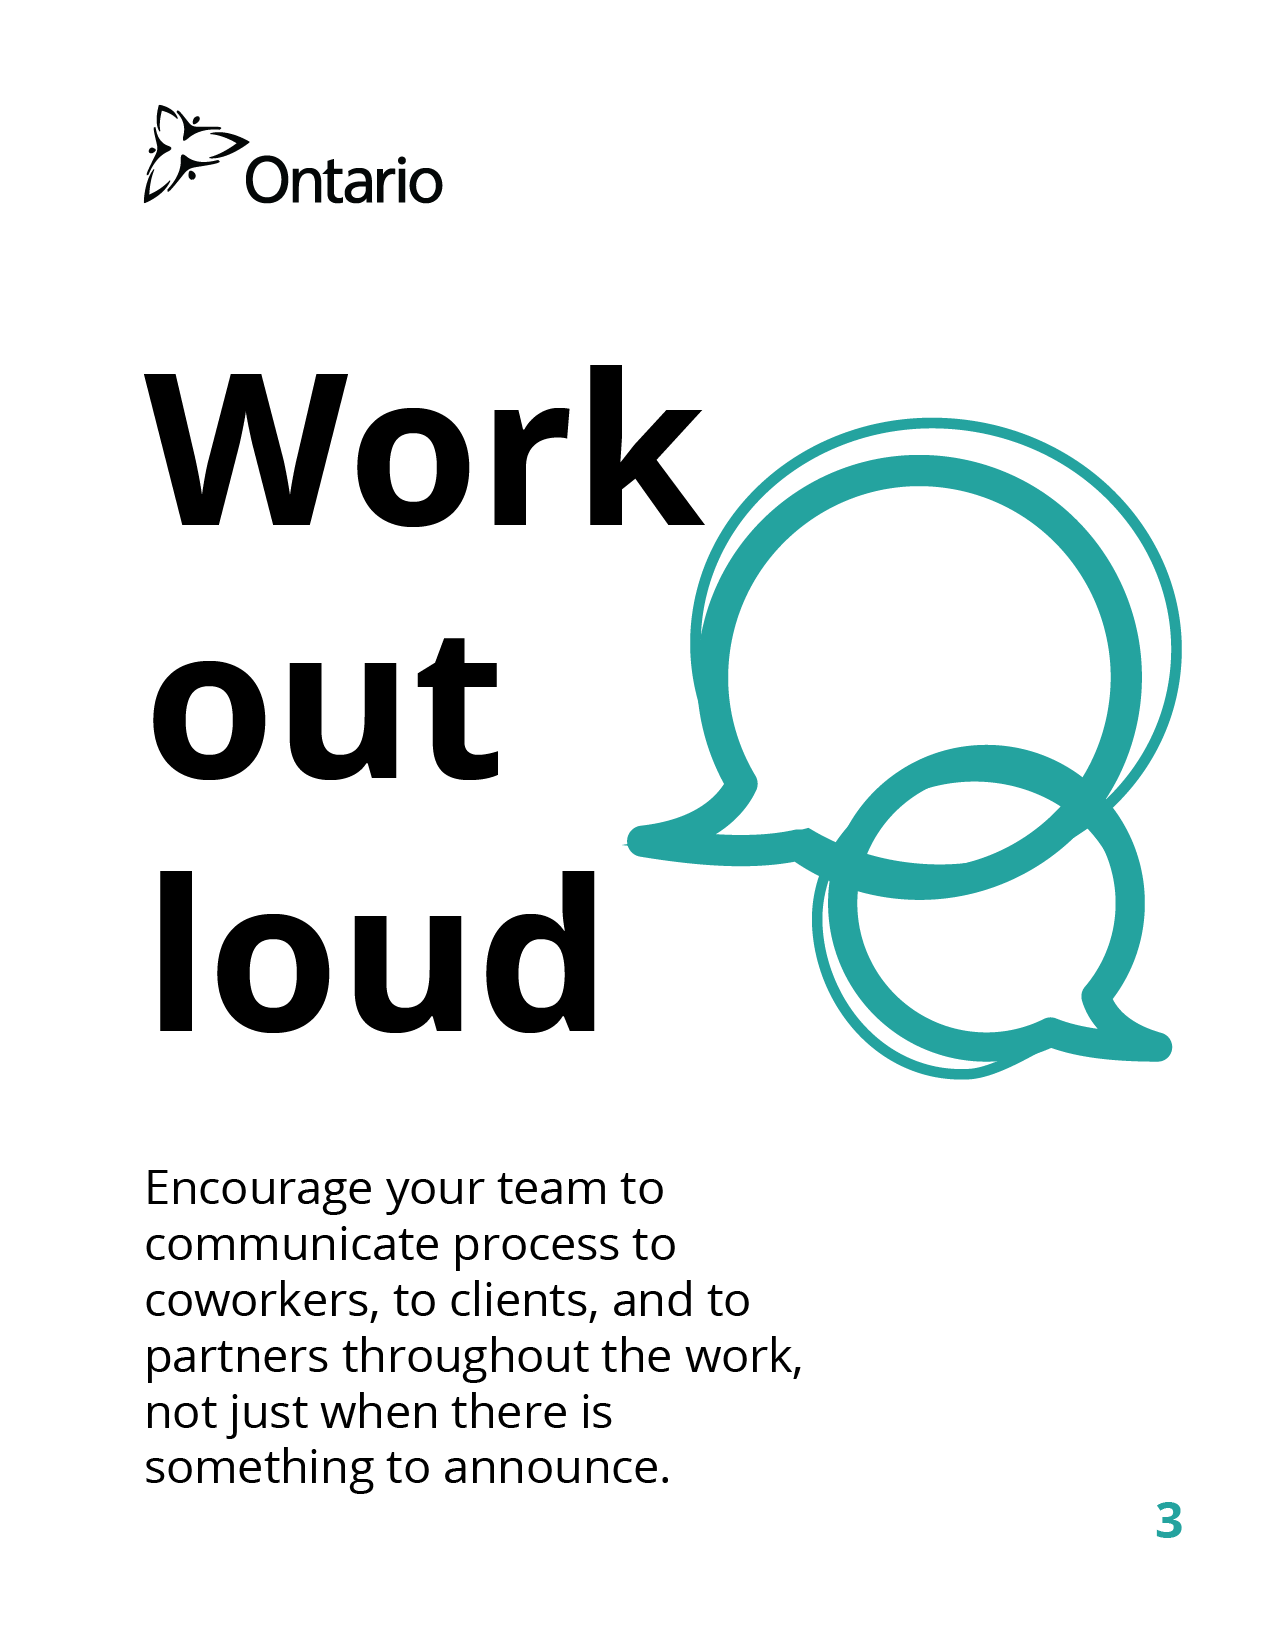 Ontario
Work
out
loud
Encourage your team to
communicate process to
coworkers, to clients, and to
partners throughout the work,
not just when there is
something to announce.
3